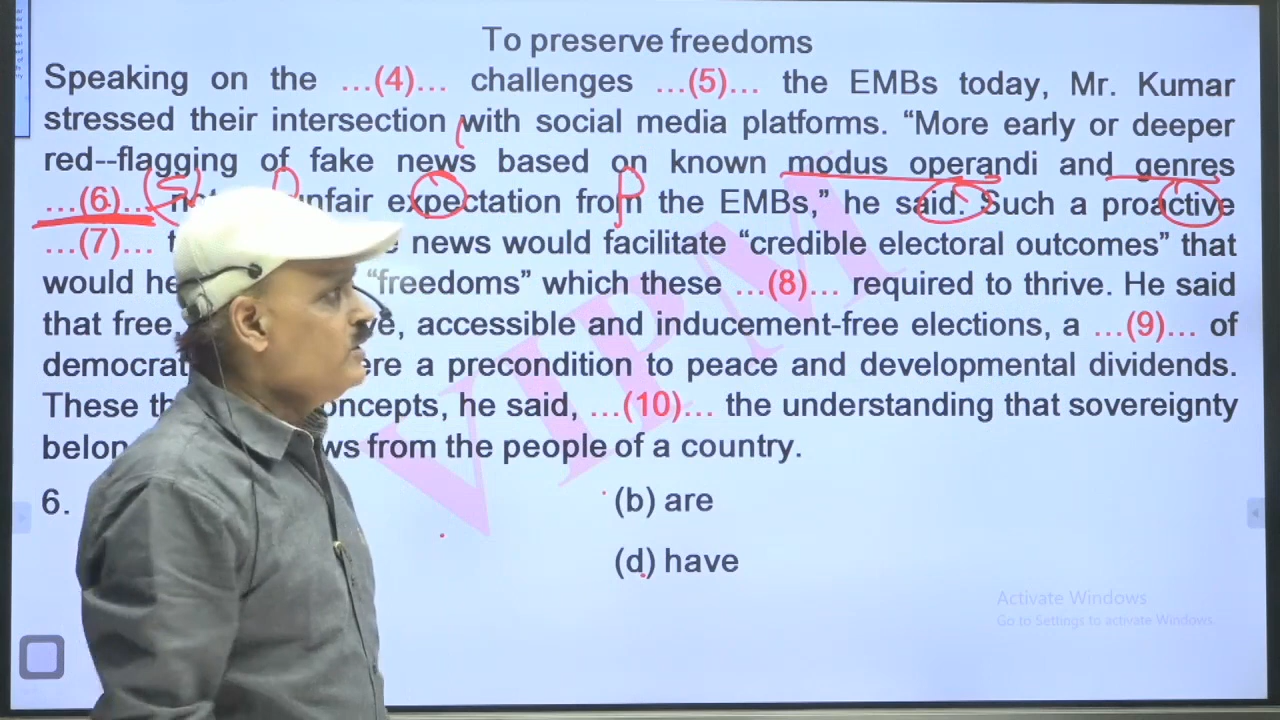 To preserve freedoms
Speaking on the ...(4)... challenges ...(5)... the EMBs today, Mr. Kumar
stressed their intersection with social media platforms. “More early or deeper
red--flagging of fake news based on known modus operandi and genres
...(6)... unfair expectation from the EMBs,” he said. Such a proactive
...(7)... news would facilitate “credible electoral outcomes” that
would “freedoms” which these ...(8)... required to thrive. He said
that free, accessible and inducement-free elections, a ...(9)... of
a precondition to peace and developmental dividends.
These he said, ...(10)... the understanding that sovereignty
from the people of a country.
6. (b) are
(d) have
VIPM
Activate Windows
Go to Settings to activate Windows.